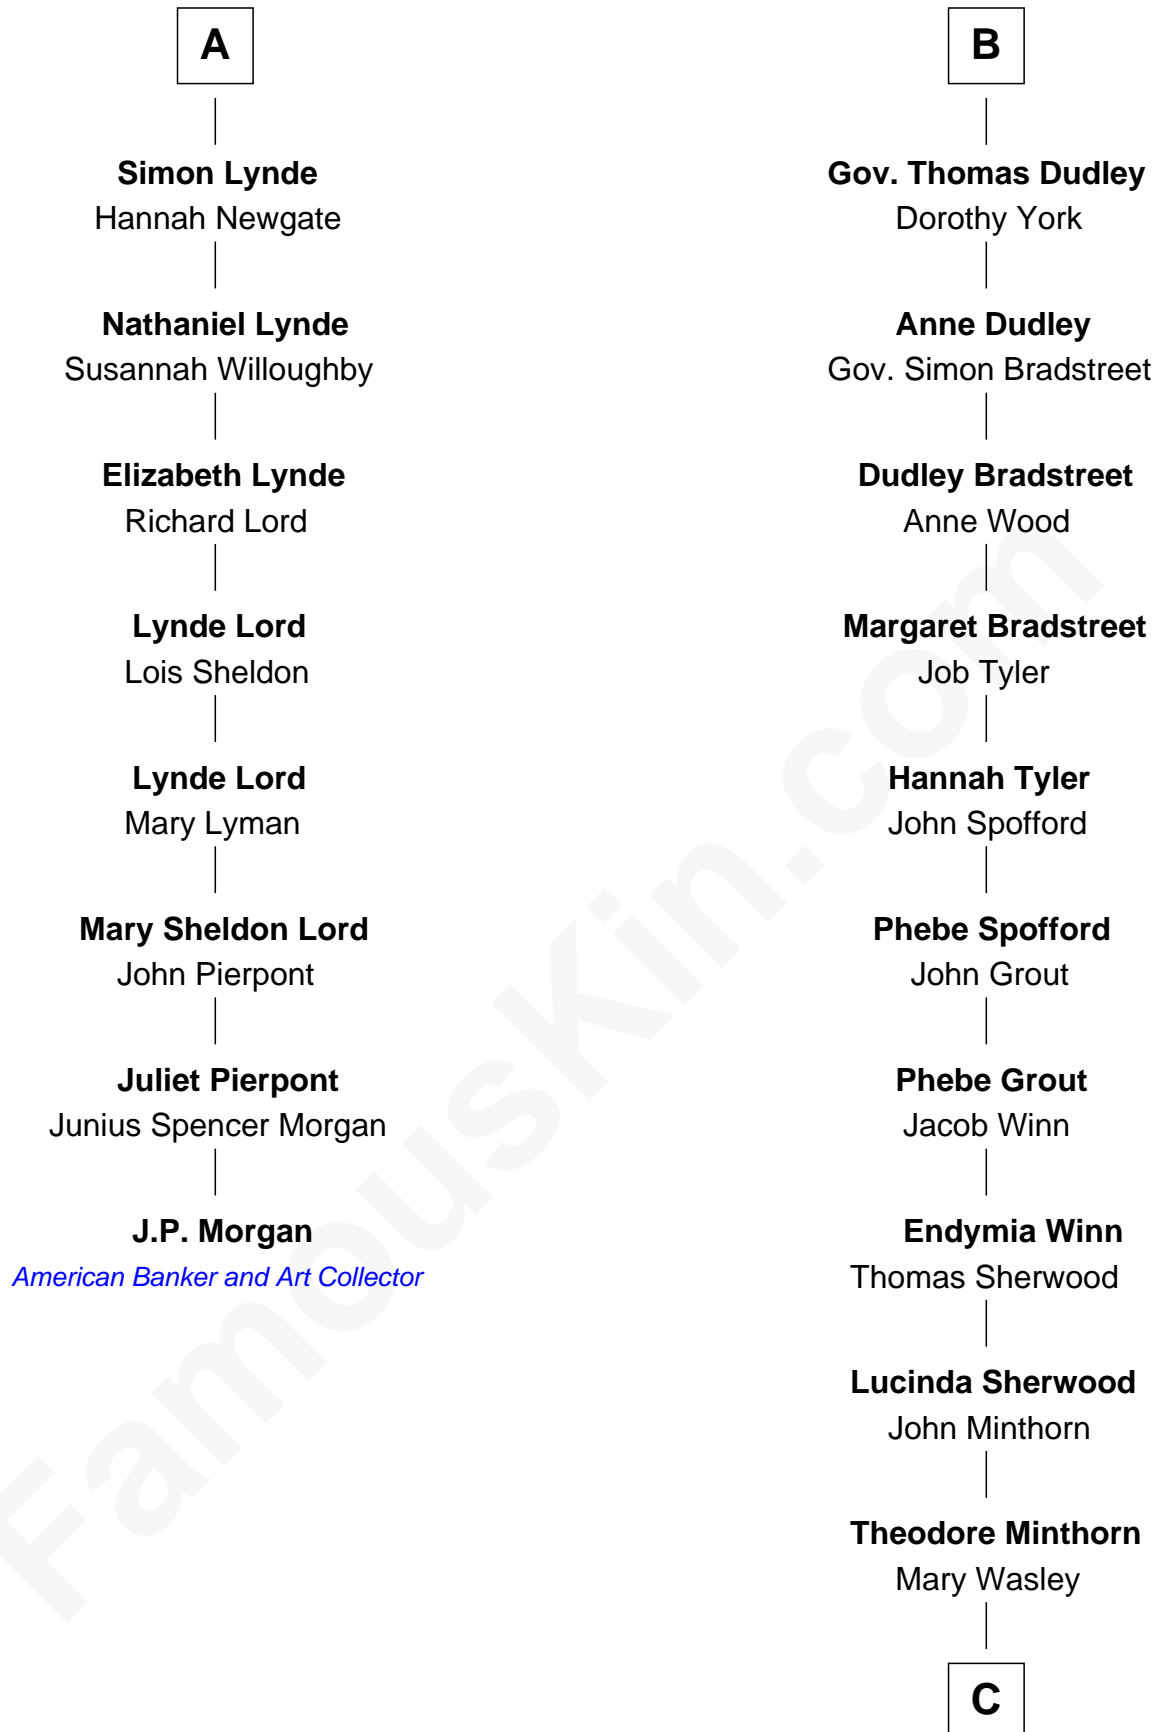 A
Simon Lynde
Hannah Newgate
Nathaniel Lynde
Susannah Willoughby
Elizabeth Lynde
Richard Lord
Lynde Lord
Lois Sheldon
Lynde Lord
Mary Lyman
Mary Sheldon Lord
John Pierpont
Juliet Pierpont
Junius Spencer Morgan
J.P. Morgan
American Banker and Art Collector
B
Gov. Thomas Dudley
Dorothy York
Anne Dudley
Gov. Simon Bradstreet
Dudley Bradstreet
Anne Wood
Margaret Bradstreet
Job Tyler
Hannah Tyler
John Spofford
Phebe Spofford
John Grout
Phebe Grout
Jacob Winn
Endymia Winn
Thomas Sherwood
Lucinda Sherwood
John Minthorn
Theodore Minthorn
Mary Wasley
C
FamousKin.com